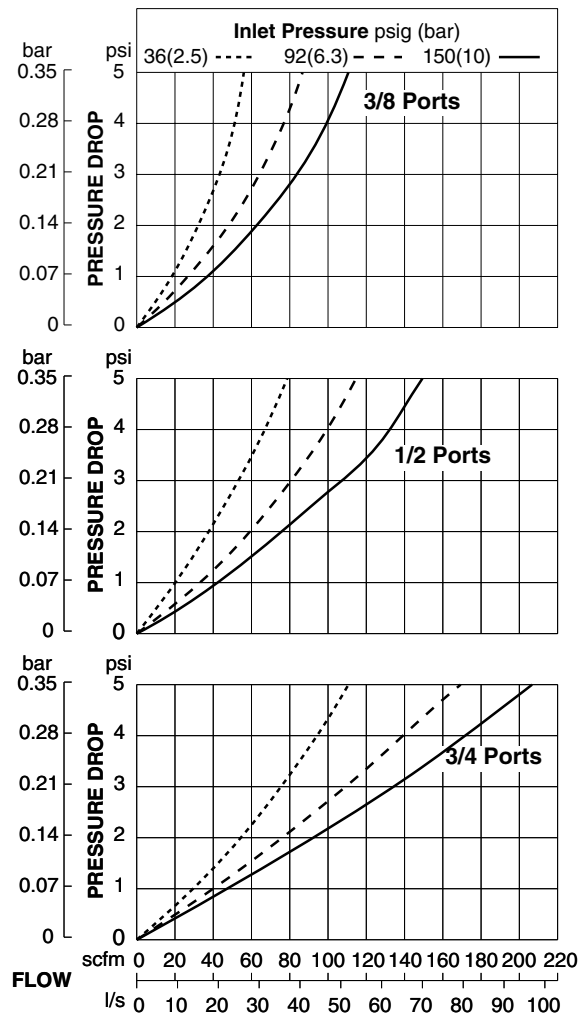 Inlet Pressure psig (bar)
36(2.5) 92(6.3) 150(10)
bar psi
0.35 5
0.28 4
0.21 3
0.14 2
0.07 1
0 0
PRESSURE DROP
3/8 Ports
bar psi
0.35 5
0.28 4
0.21 3
0.14 2
0.07 1
0 0
PRESSURE DROP
1/2 Ports
bar psi
0.35 5
0.28 4
0.21 3
0.14 2
0.07 1
0 0
PRESSURE DROP
3/4 Ports
scfm 0 20 40 60 80 100 120 140 160 180 200 220
FLOW
l/s 0 10 20 30 40 50 60 70 80 90 100